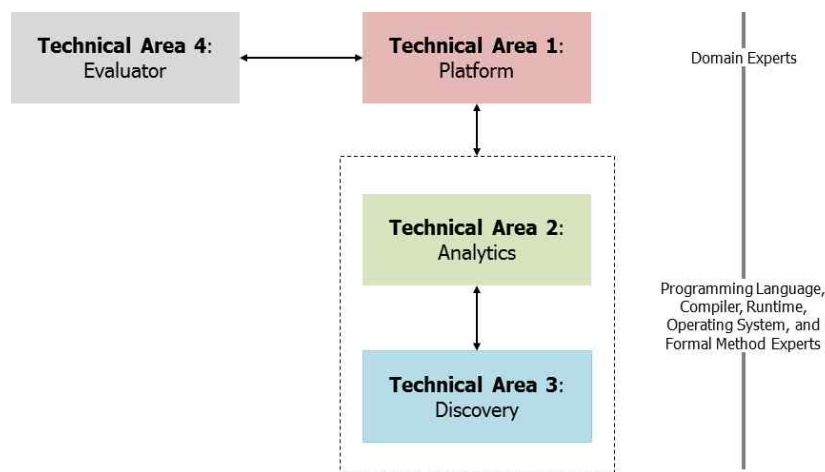 Technical Area 4:
Evaluator
Technical Area 1:
Platform
Domain Experts
Technical Area 2:
Analytics
Programming Language,
Compiler, Runtime,
Operating System, and
Formal Method Experts
Technical Area 3:
Discovery